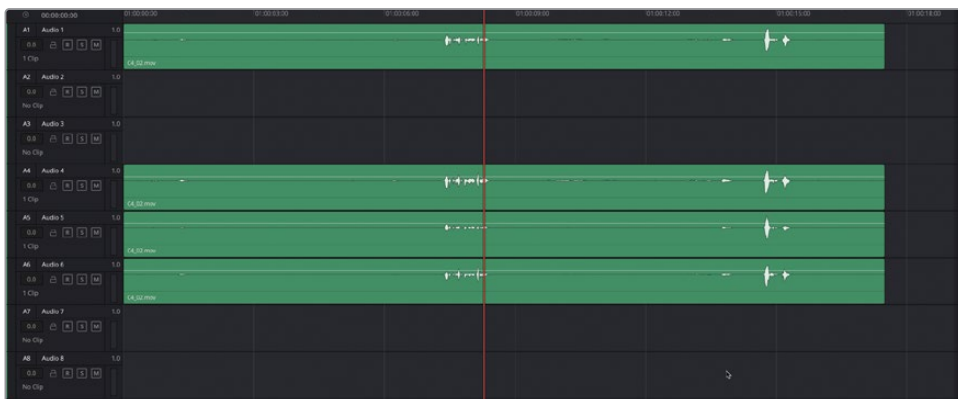 00:00:00:00 01:00:00:00 01:00:03:00 01:00:06:00 01:00:09:00 01:00:12:00 01:00:15:00 01:00:18:00
A1 Audio 1 1.0
0.0 R S M
1 Clip
C4_02.mov
A2 Audio 2 1.0
0.0 R S M
No Clip
A3 Audio 3 1.0
0.0 R S M
No Clip
A4 Audio 4 1.0
0.0 R S M
1 Clip
C4_02.mov
A5 Audio 5 1.0
0.0 R S M
1 Clip
C4_02.mov
A6 Audio 6 1.0
0.0 R S M
1 Clip
C4_02.mov
A7 Audio 7 1.0
0.0 R S M
No Clip
A8 Audio 8 1.0
0.0 R S M
No Clip